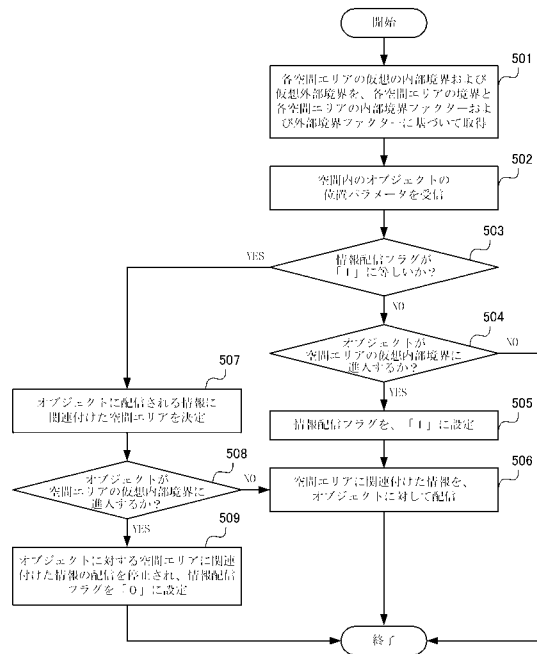 開始
501
各空間エリアの仮想の内部境界および
仮想外部境界を、各空間エリアの境界と
各空間エリアの内部境界ファクターおよ
び外部境界ファクターに基づいて取得
502
空間内のオブジェクトの
位置パラメータを受信
503
情報配信フラグが
「1」に等しいか？
YES
NO
504
オブジェクトが
空間エリアの仮想内部境界に
進入するか？
NO
YES
507
オブジェクトに配信される情報に
関連付けた空間エリアを決定
505
情報配信フラグを、「1」に設定
508
オブジェクトが
空間エリアの仮想内部境界に
進入するか？
NO
YES
506
空間エリアに関連付けた情報を、
オブジェクトに対して配信
509
オブジェクトに対する空間エリアに関連
付けた情報の配信を停止され、情報配信
フラグを「0」に設定
終了